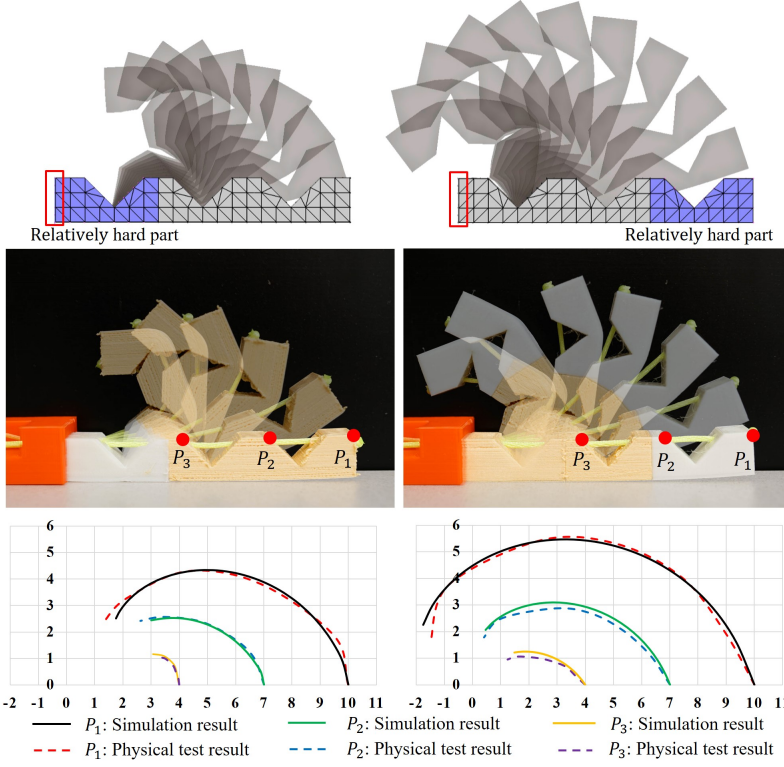 Relatively hard part
Relatively hard part
P₃ P₂ P₁
P₃ P₂ P₁
6
5
4
3
2
1
0
-2 -1 0 1 2 3 4 5 6 7 8 9 10 11
6
5
4
3
2
1
0
-2 -1 0 1 2 3 4 5 6 7 8 9 10 11
P₁: Simulation result
P₂: Simulation result
P₃: Simulation result
P₁: Physical test result
P₂: Physical test result
P₃: Physical test result